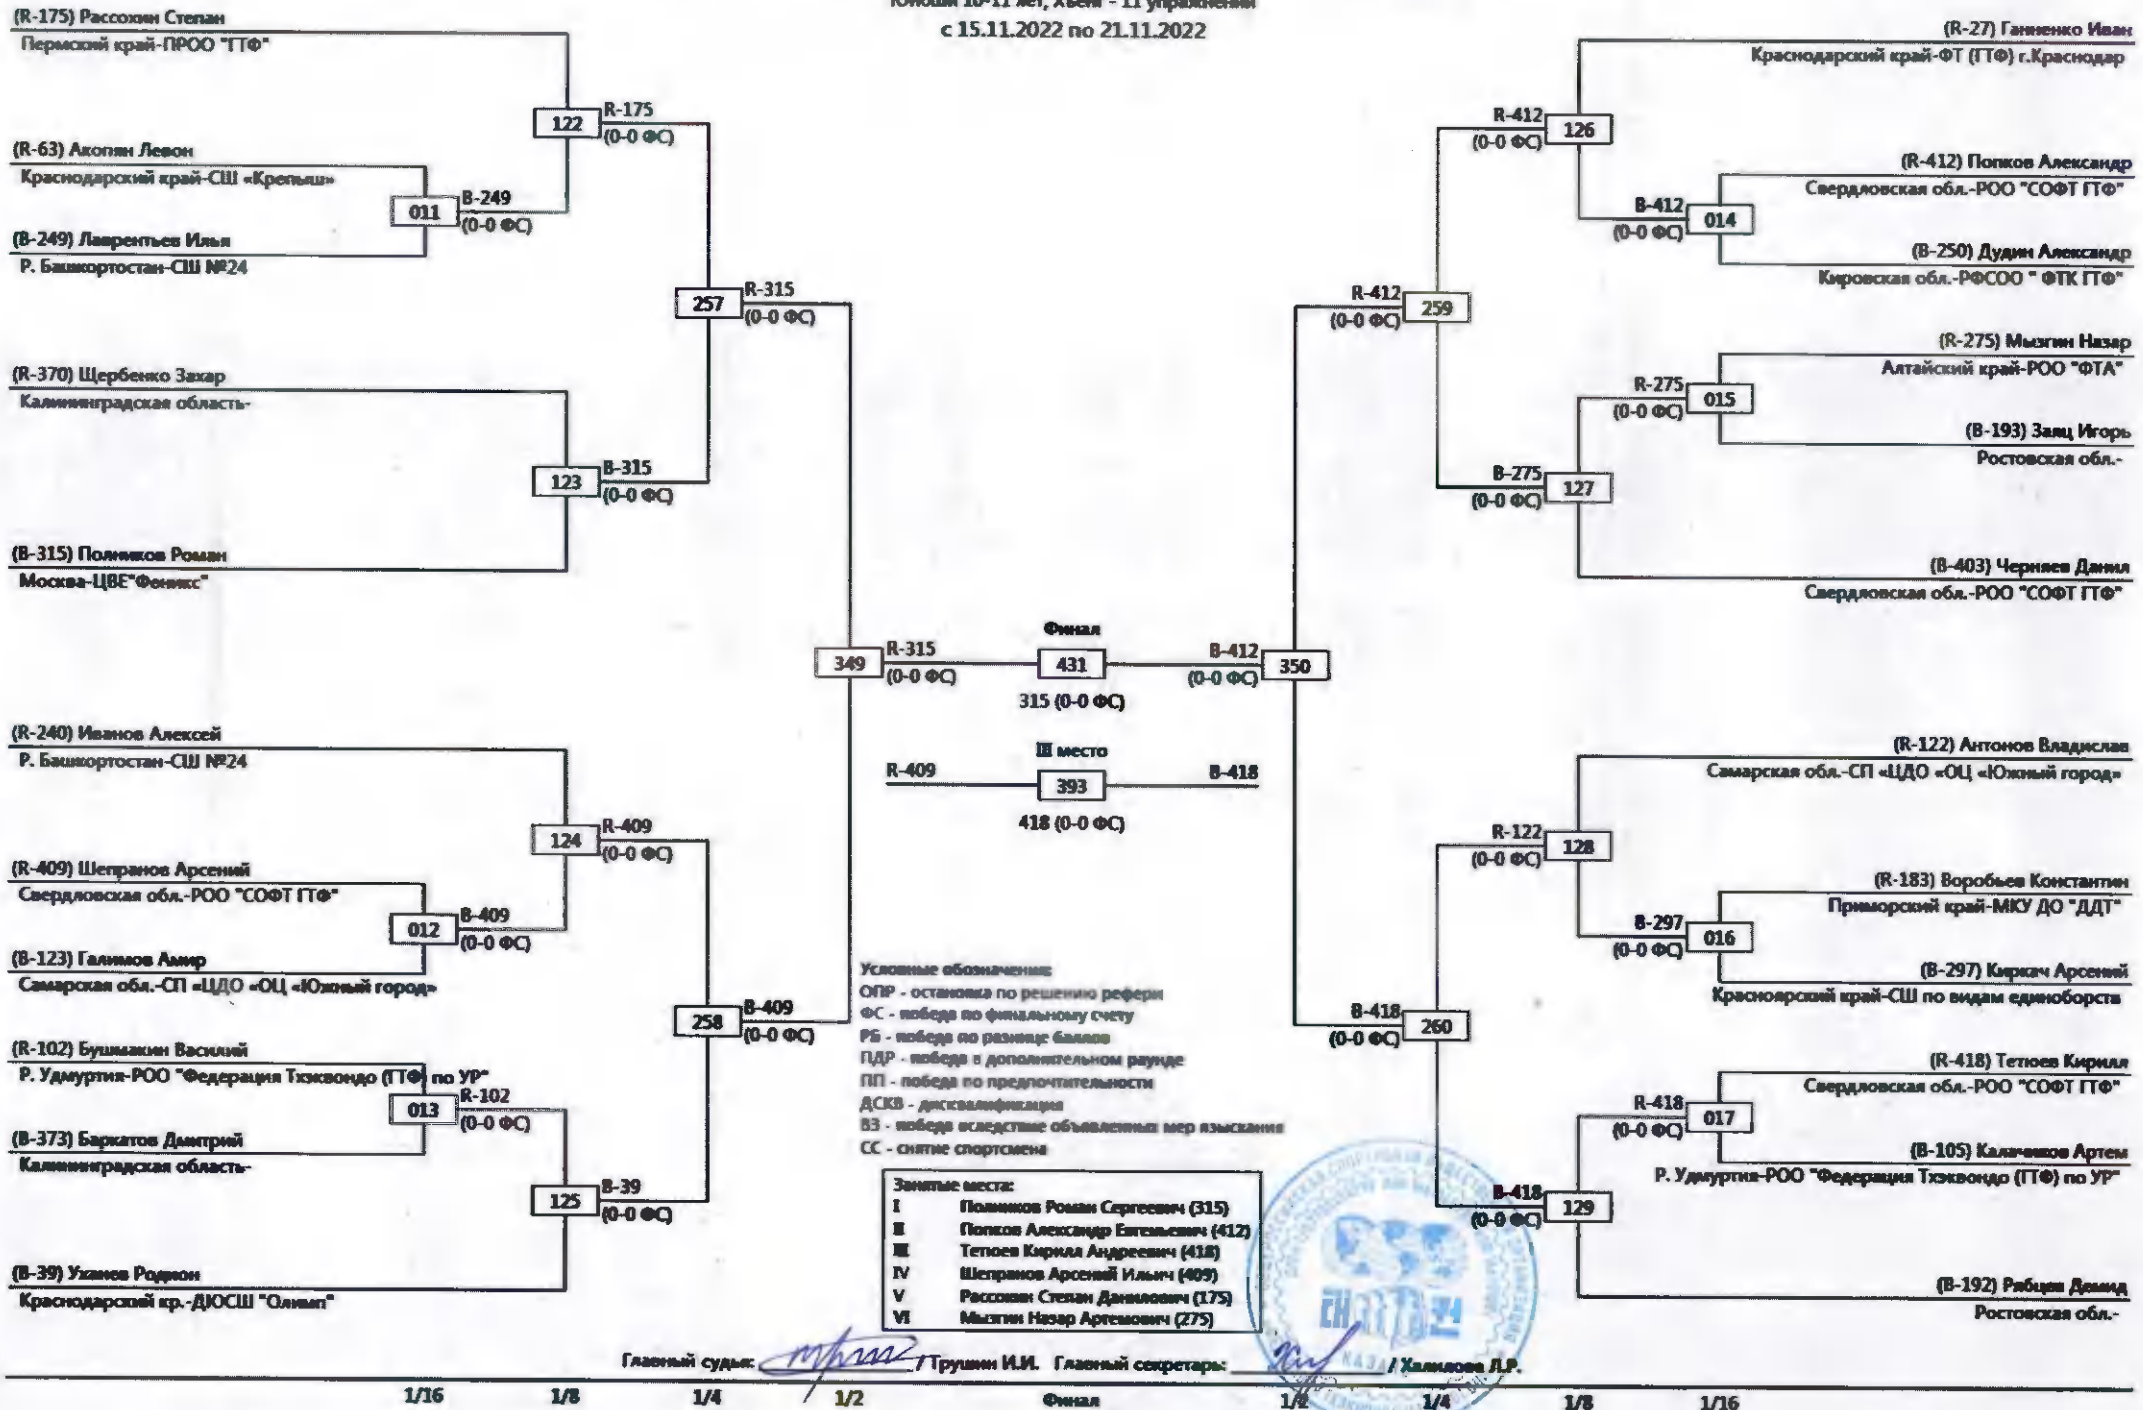 с 15.11.2022 по 21.11.2022
(R-175) Рассохин Степан
Пермский край-ПРОО "ГТФ"
122
R-175
(0-0 ФС)
(R-63) Акопян Левон
Краснодарский край-СШ «Крепыш»
011
B-249
(0-0 ФС)
(B-249) Лаврентьев Илья
Р. Башкортостан-СШ №24
257
R-315
(0-0 ФС)
(R-370) Щербенко Захар
Калининградская область-
123
B-315
(0-0 ФС)
(B-315) Полников Роман
Москва-ЦВЕ"Феникс"
349
R-315
(0-0 ФС)
(R-240) Иванов Алексей
Р. Башкортостан-СШ №24
124
R-409
(0-0 ФС)
(R-409) Шепранов Арсений
Свердловская обл.-РОО "СОФТ ГТФ"
012
B-409
(0-0 ФС)
(B-123) Галимов Амир
Самарская обл.-СП «ЦДО «ОЦ «Южный город»
258
B-409
(0-0 ФС)
(R-102) Бушмакин Василий
Р. Удмуртия-РОО "Федерация Тхэквондо (ГТФ) по УР"
013
R-102
(0-0 ФС)
(B-373) Баркатов Дмитрий
Калининградская область-
125
B-39
(0-0 ФС)
(B-39) Уханев Родион
Краснодарский кр.-ДЮСШ "Олимп"
Финал
431
315 (0-0 ФС)
III место
R-409
393
B-418
418 (0-0 ФС)
(R-27) Ганненко Иван
Краснодарский край-ФТ (ГТФ) г.Краснодар
R-412
(0-0 ФС)
126
(R-412) Попков Александр
Свердловская обл.-РОО "СОФТ ГТФ"
B-412
(0-0 ФС)
014
(B-250) Дудин Александр
Кировская обл.-РФСОО " ФТК ГТФ"
R-412
(0-0 ФС)
259
(R-275) Мызгин Назар
Алтайский край-РОО "ФТА"
R-275
(0-0 ФС)
015
(B-193) Заяц Игорь
Ростовская обл.-
B-275
(0-0 ФС)
127
(B-403) Черняев Данил
Свердловская обл.-РОО "СОФТ ГТФ"
B-412
(0-0 ФС)
350
(R-122) Антонов Владислав
Самарская обл.-СП «ЦДО «ОЦ «Южный город»
R-122
(0-0 ФС)
128
(R-183) Воробьев Константин
Приморский край-МКУ ДО "ДДТ"
B-297
(0-0 ФС)
016
(B-297) Киркач Арсений
Красноярский край-СШ по видам единоборств
B-418
(0-0 ФС)
260
(R-418) Тетюев Кирилл
Свердловская обл.-РОО "СОФТ ГТФ"
R-418
(0-0 ФС)
017
(B-105) Калачиков Артем
Р. Удмуртия-РОО "Федерация Тхэквондо (ГТФ) по УР"
B-418
(0-0 ФС)
129
(B-192) Рябцев Демид
Ростовская обл.-
Условные обозначения:
ОПР - остановка по решению рефери
ФС - победа по финальному счету
РБ - победа по разнице баллов
ПДР - победа в дополнительном раунде
ПП - победа по предпочтительности
ДСКВ - дисквалификация
ВЗ - победа вследствие объявленных мер взыскания
СС - снятие спортсмена
Занятые места:
I Полников Роман Сергеевич (315)
II Попков Александр Евгеньевич (412)
III Тетюев Кирилл Андреевич (418)
IV Шепранов Арсений Ильич (409)
V Рассохин Степан Данилович (175)
VI Мызгин Назар Артемович (275)
Главный судья: / Трушин И.И. Главный секретарь: / Халилова Л.Р.
1/16 1/8 1/4 1/2 Финал 1/2 1/4 1/8 1/16